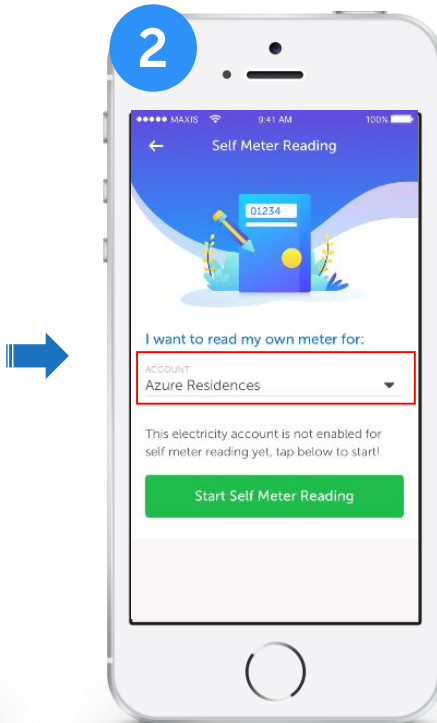 2
MAXIS 9:41 AM 100%
Self Meter Reading
01234
I want to read my own meter for:
ACCOUNT
Azure Residences
This electricity account is not enabled for
self meter reading yet, tap below to start!
Start Self Meter Reading